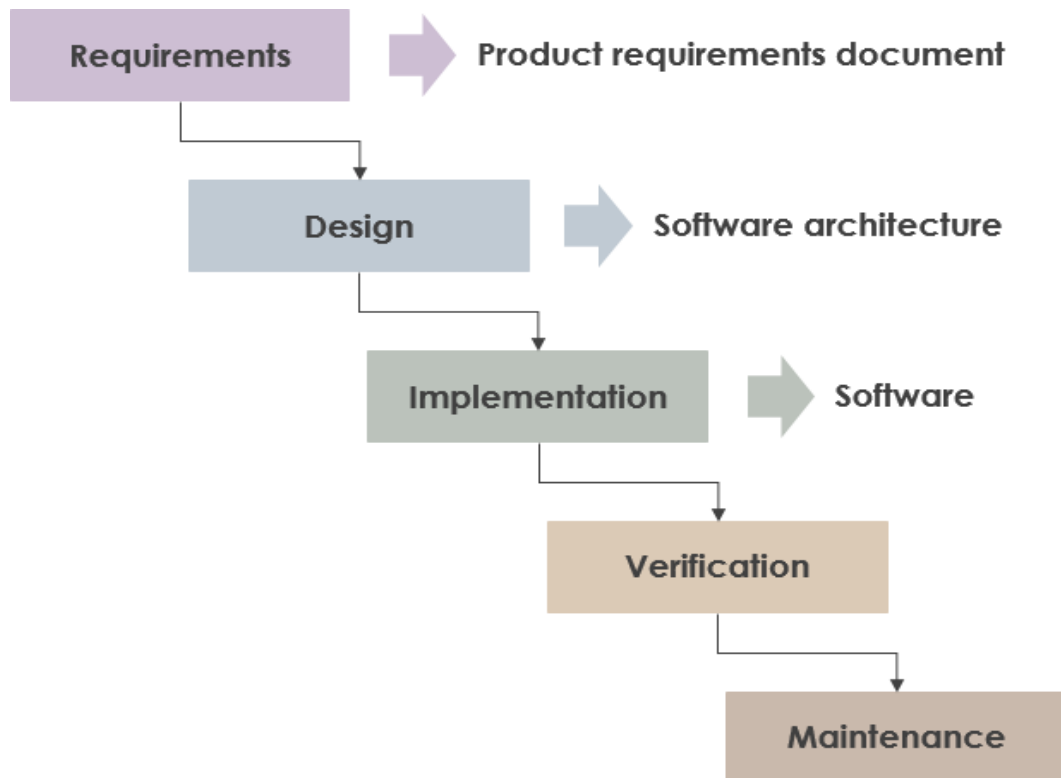 Requirements
Product requirements document
Design
Software architecture
Implementation
Software
Verification
Maintenance